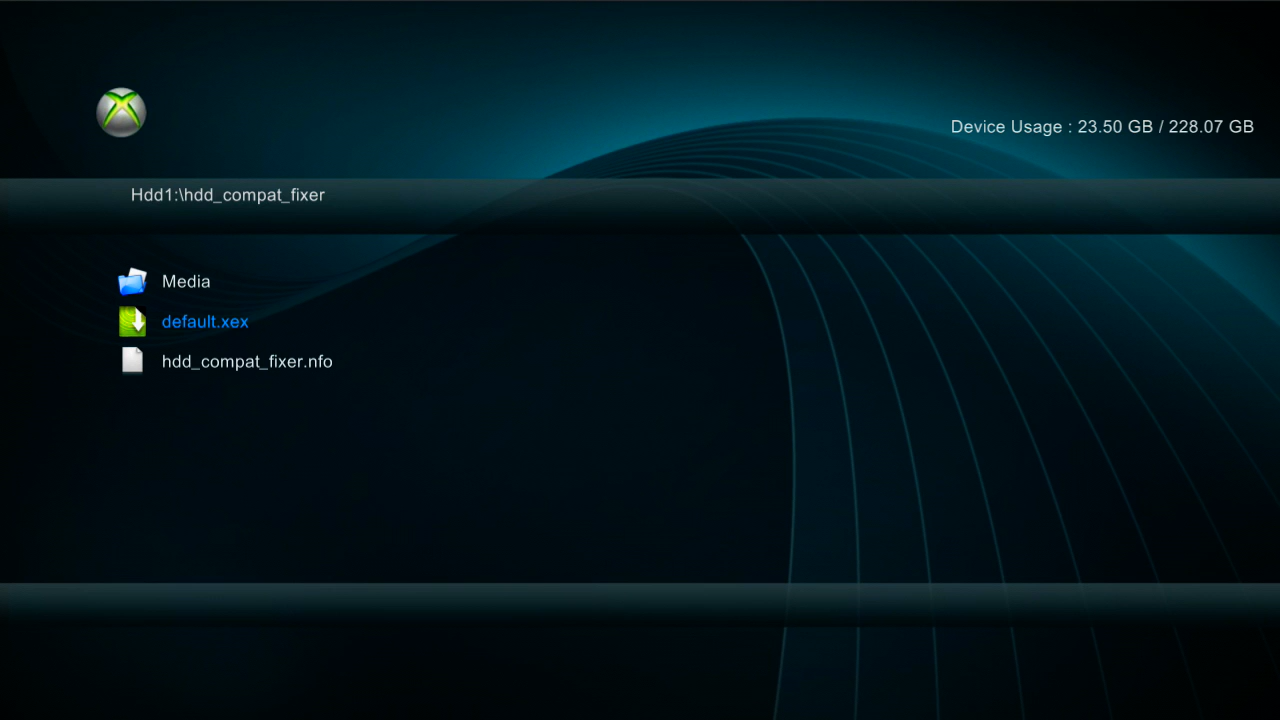 Device Usage : 23.50 GB / 228.07 GB
Hdd1:\hdd_compat_fixer
Media
default.xex
hdd_compat_fixer.nfo